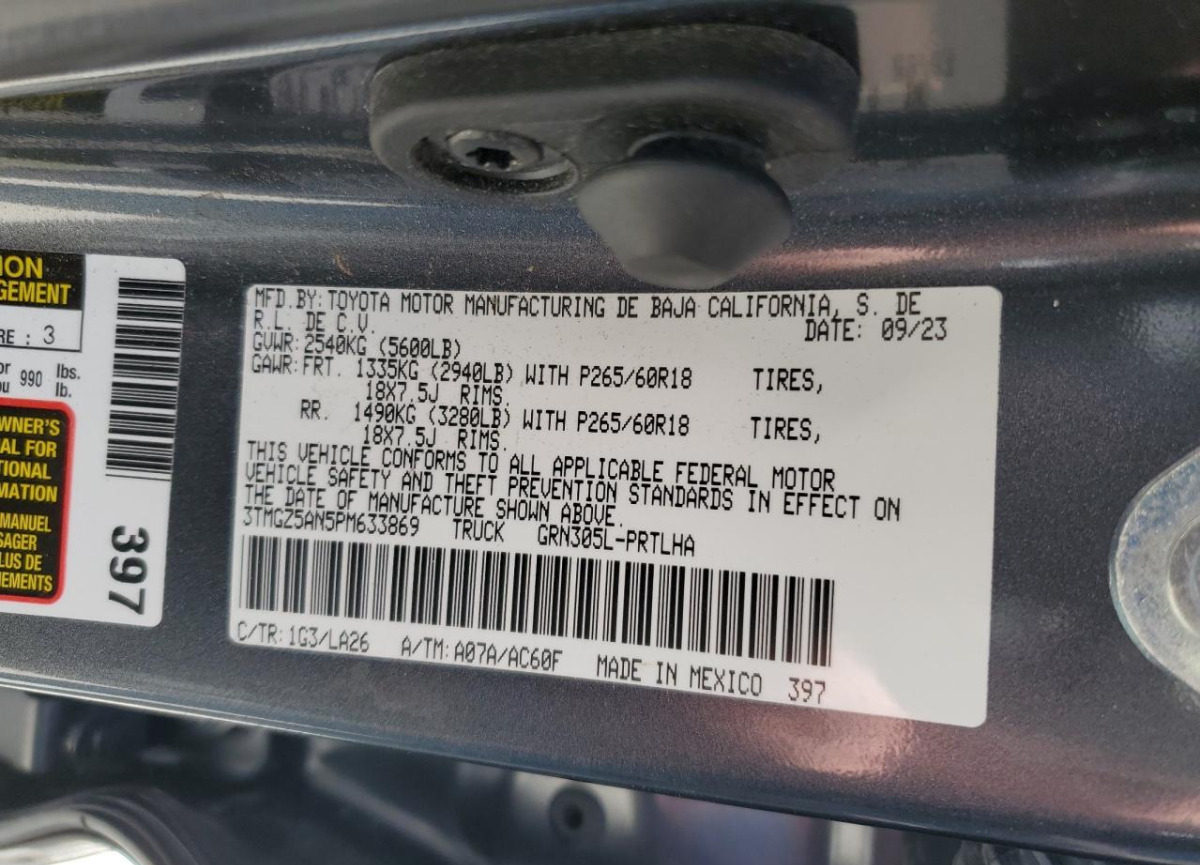 ION
GEMENT
RE : 3
or
ou 990 lbs.
lb.
WNER'S
AL FOR
TIONAL
MATION
MANUEL
SAGER
LUS DE
EMENTS
397
MFD.BY: TOYOTA MOTOR MANUFACTURING DE BAJA CALIFORNIA, S. DE
R.L. DE C.V. DATE: 09/23
GVWR: 2540KG (5600LB)
GAWR: FRT. 1335KG (2940LB) WITH P265/60R18 TIRES,
18X7.5J RIMS.
RR. 1490KG (3280LB) WITH P265/60R18 TIRES,
18X7.5J RIMS.
THIS VEHICLE CONFORMS TO ALL APPLICABLE FEDERAL MOTOR
VEHICLE SAFETY AND THEFT PREVENTION STANDARDS IN EFFECT ON
THE DATE OF MANUFACTURE SHOWN ABOVE.
3TMGZ5AN5PM633869 TRUCK GRN305L-PRTLHA
C/TR: 1G3/LA26 A/TM: A07A/AC60F MADE IN MEXICO 397